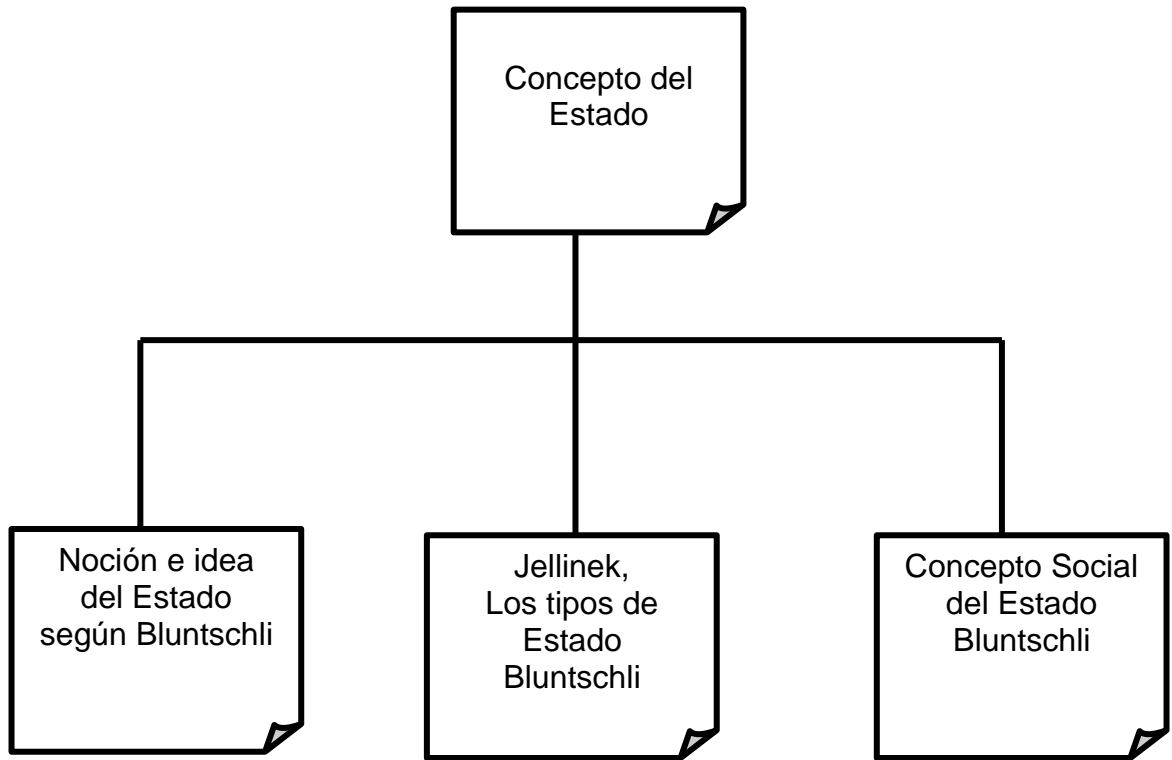 Concepto del
Estado
Noción e idea
del Estado
según Bluntschli
Jellinek,
Los tipos de
Estado
Bluntschli
Concepto Social
del Estado
Bluntschli